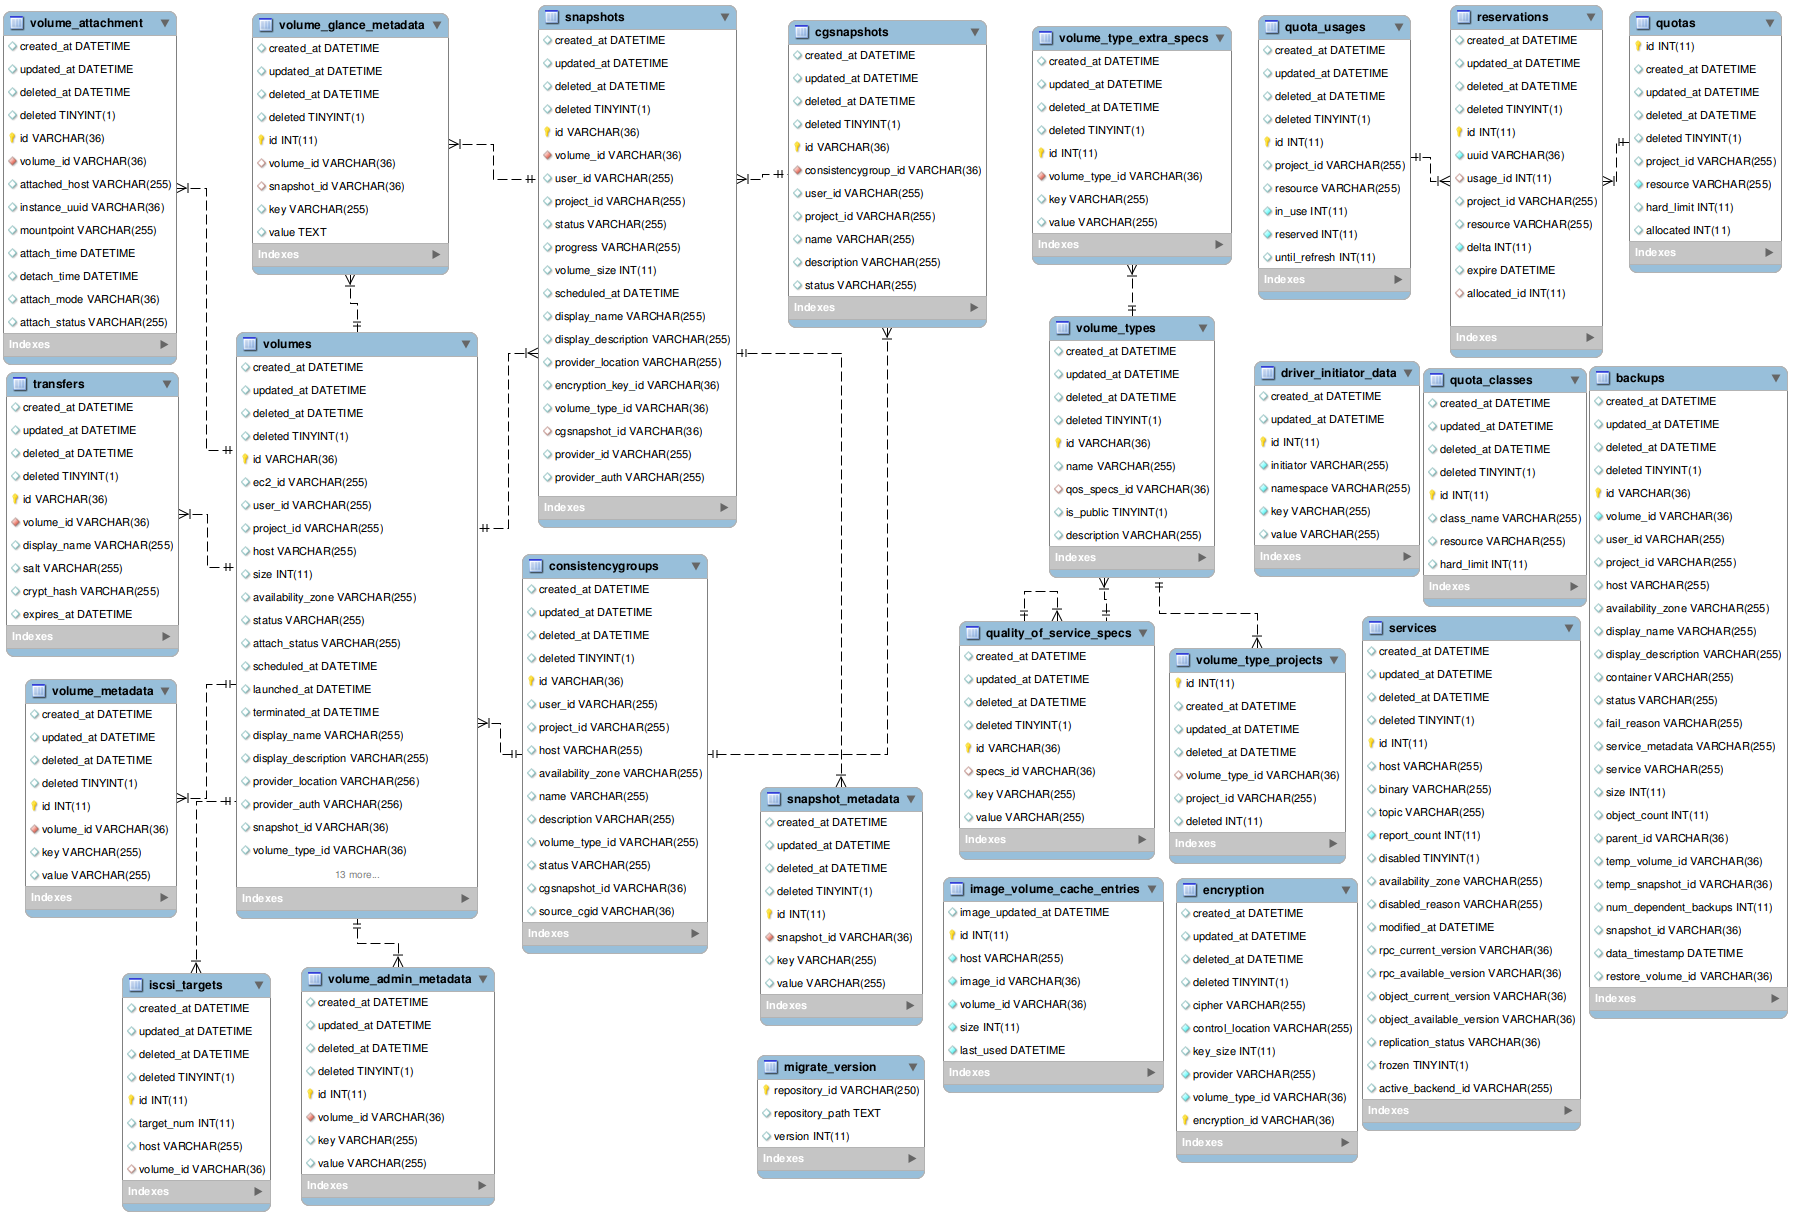 volume_attachment
created_at DATETIME
updated_at DATETIME
deleted_at DATETIME
deleted TINYINT(1)
id VARCHAR(36)
volume_id VARCHAR(36)
attached_host VARCHAR(255)
instance_uuid VARCHAR(36)
mountpoint VARCHAR(255)
attach_time DATETIME
detach_time DATETIME
attach_mode VARCHAR(36)
attach_status VARCHAR(255)
Indexes
volume_glance_metadata
created_at DATETIME
updated_at DATETIME
deleted_at DATETIME
deleted TINYINT(1)
id INT(11)
volume_id VARCHAR(36)
snapshot_id VARCHAR(36)
key VARCHAR(255)
value TEXT
Indexes
snapshots
created_at DATETIME
updated_at DATETIME
deleted_at DATETIME
deleted TINYINT(1)
id VARCHAR(36)
volume_id VARCHAR(36)
user_id VARCHAR(255)
project_id VARCHAR(255)
status VARCHAR(255)
progress VARCHAR(255)
volume_size INT(11)
scheduled_at DATETIME
display_name VARCHAR(255)
display_description VARCHAR(255)
provider_location VARCHAR(255)
encryption_key_id VARCHAR(36)
volume_type_id VARCHAR(36)
cgsnapshot_id VARCHAR(36)
provider_id VARCHAR(255)
provider_auth VARCHAR(255)
Indexes
cgsnapshots
created_at DATETIME
updated_at DATETIME
deleted_at DATETIME
deleted TINYINT(1)
id VARCHAR(36)
consistencygroup_id VARCHAR(36)
user_id VARCHAR(255)
project_id VARCHAR(255)
name VARCHAR(255)
description VARCHAR(255)
status VARCHAR(255)
Indexes
volume_type_extra_specs
created_at DATETIME
updated_at DATETIME
deleted_at DATETIME
deleted TINYINT(1)
id INT(11)
volume_type_id VARCHAR(36)
key VARCHAR(255)
value VARCHAR(255)
Indexes
quota_usages
created_at DATETIME
updated_at DATETIME
deleted_at DATETIME
deleted TINYINT(1)
id INT(11)
project_id VARCHAR(255)
resource VARCHAR(255)
in_use INT(11)
reserved INT(11)
until_refresh INT(11)
Indexes
reservations
created_at DATETIME
updated_at DATETIME
deleted_at DATETIME
deleted TINYINT(1)
id INT(11)
uuid VARCHAR(36)
usage_id INT(11)
project_id VARCHAR(255)
resource VARCHAR(255)
delta INT(11)
expire DATETIME
allocated_id INT(11)
Indexes
quotas
id INT(11)
created_at DATETIME
updated_at DATETIME
deleted_at DATETIME
deleted TINYINT(1)
project_id VARCHAR(255)
resource VARCHAR(255)
hard_limit INT(11)
allocated INT(11)
Indexes
transfers
created_at DATETIME
updated_at DATETIME
deleted_at DATETIME
deleted TINYINT(1)
id VARCHAR(36)
volume_id VARCHAR(36)
display_name VARCHAR(255)
salt VARCHAR(255)
crypt_hash VARCHAR(255)
expires_at DATETIME
Indexes
volumes
created_at DATETIME
updated_at DATETIME
deleted_at DATETIME
deleted TINYINT(1)
id VARCHAR(36)
ec2_id VARCHAR(255)
user_id VARCHAR(255)
project_id VARCHAR(255)
host VARCHAR(255)
size INT(11)
availability_zone VARCHAR(255)
status VARCHAR(255)
attach_status VARCHAR(255)
scheduled_at DATETIME
launched_at DATETIME
terminated_at DATETIME
display_name VARCHAR(255)
display_description VARCHAR(255)
provider_location VARCHAR(256)
provider_auth VARCHAR(256)
snapshot_id VARCHAR(36)
volume_type_id VARCHAR(36)
13 more...
Indexes
volume_types
created_at DATETIME
updated_at DATETIME
deleted_at DATETIME
deleted TINYINT(1)
id VARCHAR(36)
name VARCHAR(255)
qos_specs_id VARCHAR(36)
is_public TINYINT(1)
description VARCHAR(255)
Indexes
driver_initiator_data
created_at DATETIME
updated_at DATETIME
id INT(11)
initiator VARCHAR(255)
namespace VARCHAR(255)
key VARCHAR(255)
value VARCHAR(255)
Indexes
quota_classes
created_at DATETIME
updated_at DATETIME
deleted_at DATETIME
deleted TINYINT(1)
id INT(11)
class_name VARCHAR(255)
resource VARCHAR(255)
hard_limit INT(11)
Indexes
backups
created_at DATETIME
updated_at DATETIME
deleted_at DATETIME
deleted TINYINT(1)
id VARCHAR(36)
volume_id VARCHAR(36)
user_id VARCHAR(255)
project_id VARCHAR(255)
host VARCHAR(255)
availability_zone VARCHAR(255)
display_name VARCHAR(255)
display_description VARCHAR(255)
container VARCHAR(255)
status VARCHAR(255)
fail_reason VARCHAR(255)
service_metadata VARCHAR(255)
service VARCHAR(255)
size INT(11)
object_count INT(11)
parent_id VARCHAR(36)
temp_volume_id VARCHAR(36)
temp_snapshot_id VARCHAR(36)
num_dependent_backups INT(11)
snapshot_id VARCHAR(36)
data_timestamp DATETIME
restore_volume_id VARCHAR(36)
Indexes
consistencygroups
created_at DATETIME
updated_at DATETIME
deleted_at DATETIME
deleted TINYINT(1)
id VARCHAR(36)
user_id VARCHAR(255)
project_id VARCHAR(255)
host VARCHAR(255)
availability_zone VARCHAR(255)
name VARCHAR(255)
description VARCHAR(255)
volume_type_id VARCHAR(255)
status VARCHAR(255)
cgsnapshot_id VARCHAR(36)
source_cgid VARCHAR(36)
Indexes
quality_of_service_specs
created_at DATETIME
updated_at DATETIME
deleted_at DATETIME
deleted TINYINT(1)
id VARCHAR(36)
specs_id VARCHAR(36)
key VARCHAR(255)
value VARCHAR(255)
Indexes
volume_type_projects
id INT(11)
created_at DATETIME
updated_at DATETIME
deleted_at DATETIME
volume_type_id VARCHAR(36)
project_id VARCHAR(255)
deleted INT(11)
Indexes
services
created_at DATETIME
updated_at DATETIME
deleted_at DATETIME
deleted TINYINT(1)
id INT(11)
host VARCHAR(255)
binary VARCHAR(255)
topic VARCHAR(255)
report_count INT(11)
disabled TINYINT(1)
availability_zone VARCHAR(255)
disabled_reason VARCHAR(255)
modified_at DATETIME
rpc_current_version VARCHAR(36)
rpc_available_version VARCHAR(36)
object_current_version VARCHAR(36)
object_available_version VARCHAR(36)
replication_status VARCHAR(36)
frozen TINYINT(1)
active_backend_id VARCHAR(255)
Indexes
volume_metadata
created_at DATETIME
updated_at DATETIME
deleted_at DATETIME
deleted TINYINT(1)
id INT(11)
volume_id VARCHAR(36)
key VARCHAR(255)
value VARCHAR(255)
Indexes
snapshot_metadata
created_at DATETIME
updated_at DATETIME
deleted_at DATETIME
deleted TINYINT(1)
id INT(11)
snapshot_id VARCHAR(36)
key VARCHAR(255)
value VARCHAR(255)
Indexes
image_volume_cache_entries
image_updated_at DATETIME
id INT(11)
host VARCHAR(255)
image_id VARCHAR(36)
volume_id VARCHAR(36)
size INT(11)
last_used DATETIME
Indexes
encryption
created_at DATETIME
updated_at DATETIME
deleted_at DATETIME
deleted TINYINT(1)
cipher VARCHAR(255)
control_location VARCHAR(255)
key_size INT(11)
provider VARCHAR(255)
volume_type_id VARCHAR(36)
encryption_id VARCHAR(36)
Indexes
iscsi_targets
created_at DATETIME
updated_at DATETIME
deleted_at DATETIME
deleted TINYINT(1)
id INT(11)
target_num INT(11)
host VARCHAR(255)
volume_id VARCHAR(36)
Indexes
volume_admin_metadata
created_at DATETIME
updated_at DATETIME
deleted_at DATETIME
deleted TINYINT(1)
id INT(11)
volume_id VARCHAR(36)
key VARCHAR(255)
value VARCHAR(255)
Indexes
migrate_version
repository_id VARCHAR(250)
repository_path TEXT
version INT(11)
Indexes